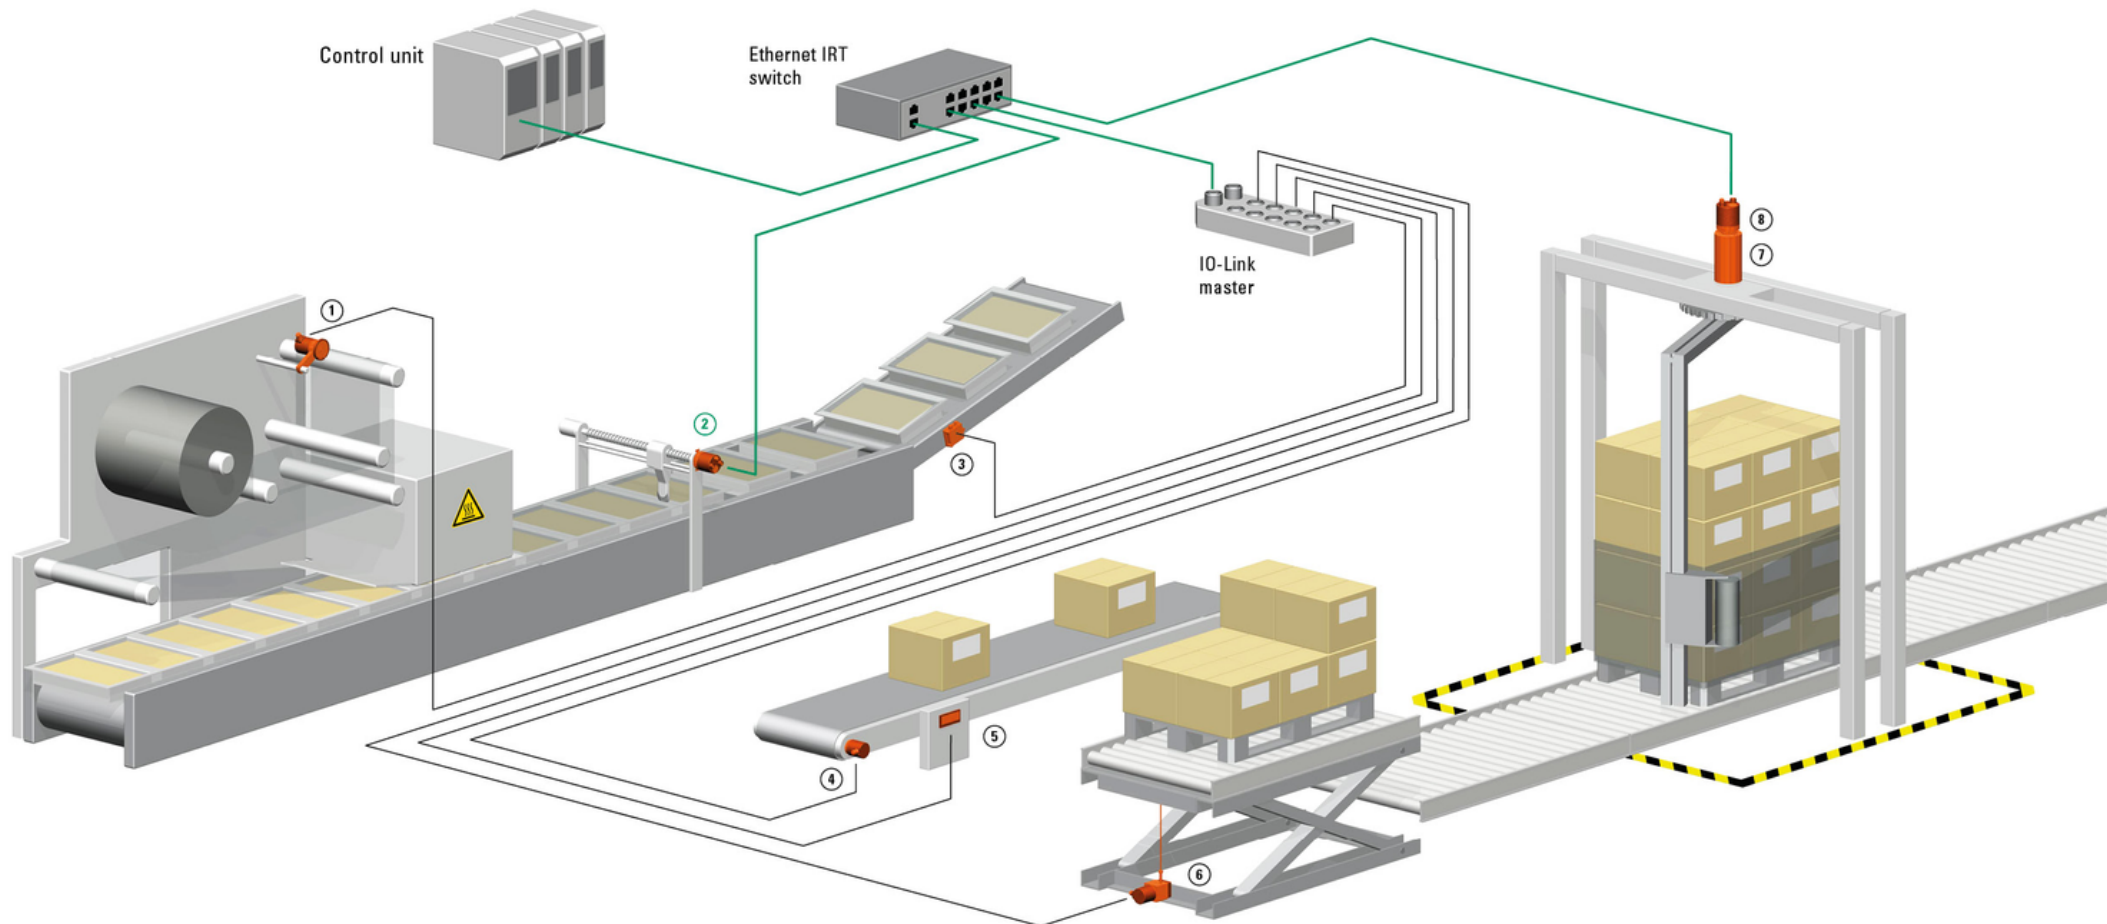 Control unit
Ethernet IRT
switch
IO-Link
master
1
2
3
4
5
6
7
8